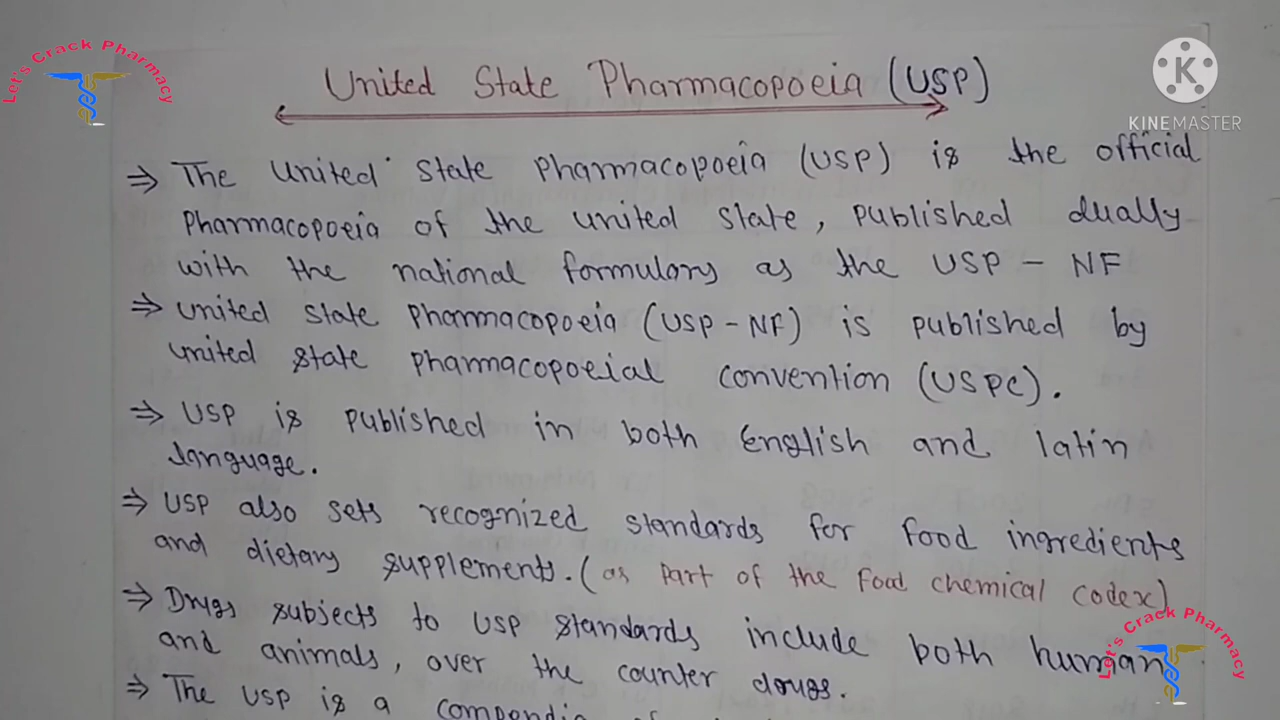 Let's Crack Pharmacy
KINEMASTER
United State Pharmacopoeia (USP)
⇒ The United State Pharmacopoeia (USP) is the official
Pharmacopoeia of the united state, published dually
with the national formulary as the USP - NF
⇒ United state Pharmacopoeia (USP-NF) is published by
united state pharmacopoeial convention (USPC).
⇒ USP is published in both English and latin
language.
⇒ USP also sets recognized standards for food ingredients
and dietary supplements. (as part of the food chemical codex)
⇒ Drugs subjects to USP standards include both human
and animals, over the counter drugs.
⇒ The USP is a
Let's Crack Pharmacy